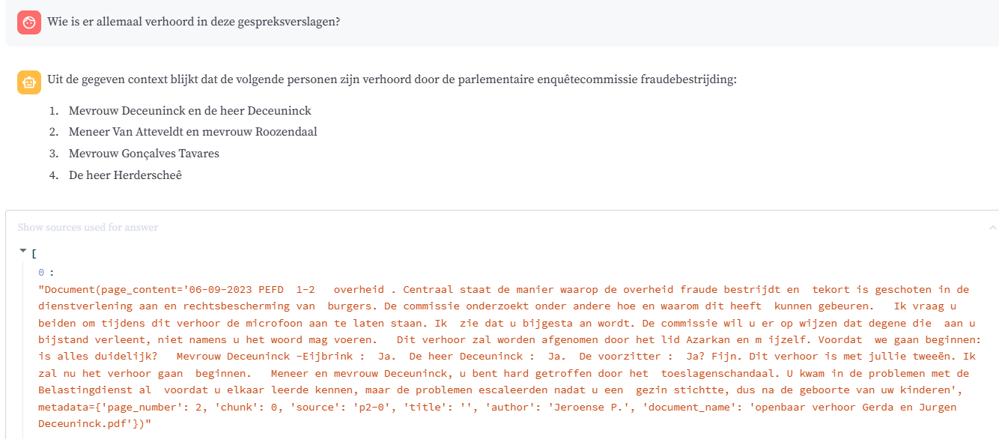 Wie is er allemaal verhoord in deze gespreksverslagen?
Uit de gegeven context blijkt dat de volgende personen zijn verhoord door de parlementaire enquêtecommissie fraudebestrijding:
1. Mevrouw Deceuninck en de heer Deceuninck
2. Meneer Van Atteveldt en mevrouw Roozendaal
3. Mevrouw Gonçalves Tavares
4. De heer Herderscheê
Show sources used for answer
[
0 :
"Document(page_content='06-09-2023 PEFD  1-2   overheid . Centraal staat de manier waarop de overheid fraude bestrijdt en  tekort is geschoten in de
dienstverlening aan en rechtsbescherming van  burgers. De commissie onderzoekt onder andere hoe en waarom dit heeft  kunnen gebeuren.   Ik vraag u
beiden om tijdens dit verhoor de microfoon aan te laten staan. Ik  zie dat u bijgesta an wordt. De commissie wil u er op wijzen dat degene die  aan u
bijstand verleent, niet namens u het woord mag voeren.   Dit verhoor zal worden afgenomen door het lid Azarkan en m ijzelf. Voordat  we gaan beginnen:
is alles duidelijk?   Mevrouw Deceuninck –Eijbrink :  Ja.  De heer Deceuninck :  Ja.  De voorzitter :  Ja? Fijn. Dit verhoor is met jullie tweeën. Ik
zal nu het verhoor gaan  beginnen.   Meneer en mevrouw Deceuninck, u bent hard getroffen door het  toeslagenschandaal. U kwam in de problemen met de
Belastingdienst al  voordat u elkaar leerde kennen, maar de problemen escaleerden nadat u een  gezin stichtte, dus na de geboorte van uw kinderen',
metadata={'page_number': 2, 'chunk': 0, 'source': 'p2-0', 'title': '', 'author': 'Jeroense P.', 'document_name': 'openbaar verhoor Gerda en Jurgen
Deceuninck.pdf'})"